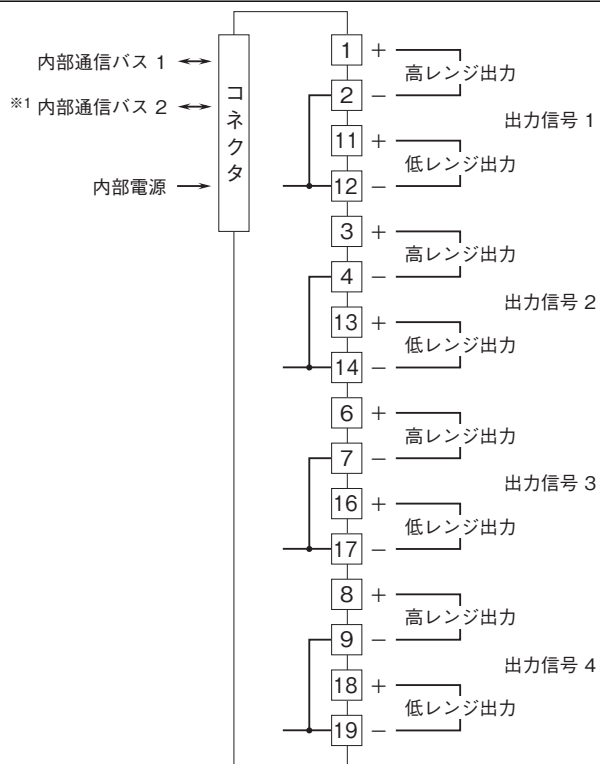 内部通信バス 1
※1 内部通信バス 2
内部電源
コネクタ
1 +
高レンジ出力
2 −
出力信号 1
11 +
低レンジ出力
12 −
3 +
高レンジ出力
4 −
出力信号 2
13 +
低レンジ出力
14 −
6 +
高レンジ出力
7 −
出力信号 3
16 +
低レンジ出力
17 −
8 +
高レンジ出力
9 −
出力信号 4
18 +
低レンジ出力
19 −